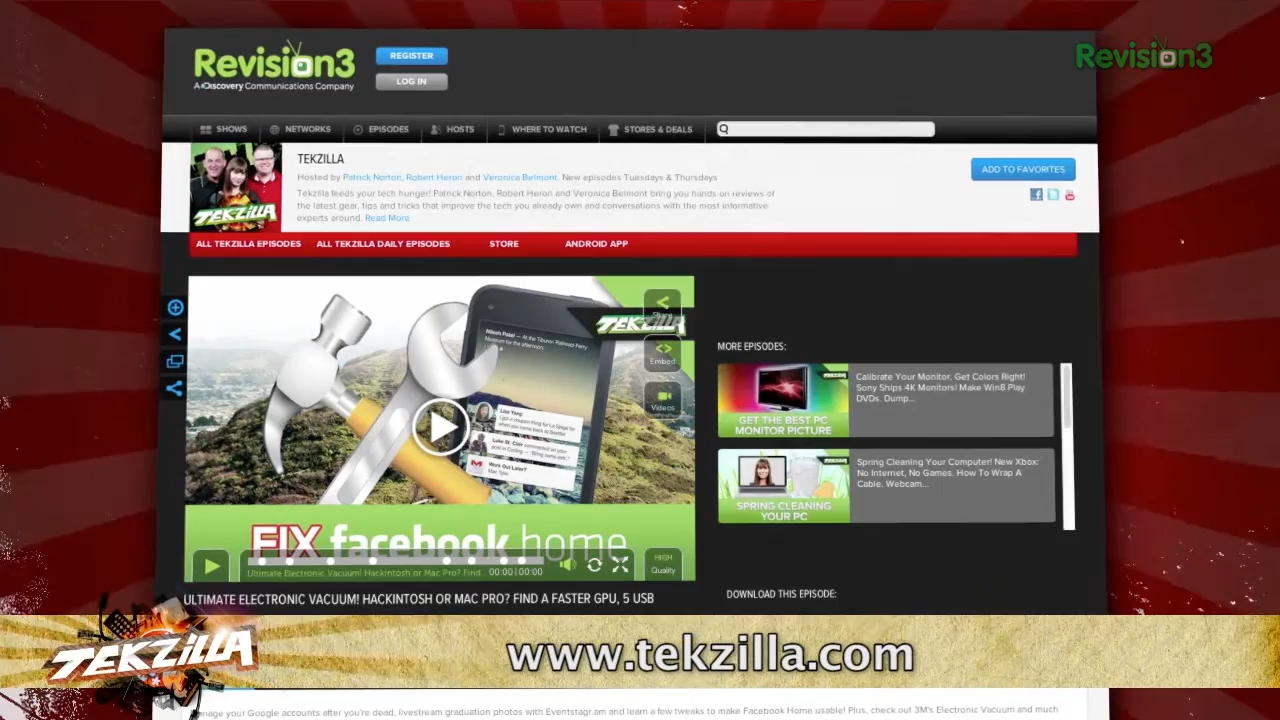 Revision3
A Discovery Communications Company
REGISTER
LOG IN
Revision3
SHOWS
NETWORKS
EPISODES
HOSTS
WHERE TO WATCH
STORES & DEALS
TEKZILLA
TEKZILLA
Hosted by Patrick Norton, Robert Heron and Veronica Belmont. New episodes Tuesdays & Thursdays
Tekzilla feeds your tech hunger! Patrick Norton, Robert Heron and Veronica Belmont bring you hands on reviews of
the latest gear, tips and tricks that improve the tech you already own and conversations with the most informative
experts around. Read More
ADD TO FAVORITES
ALL TEKZILLA EPISODES
ALL TEKZILLA DAILY EPISODES
STORE
ANDROID APP
TEKZILLA
Share
Embed
Videos
FIX facebook home
Ultimate Electronic Vacuum! Hackintosh or Mac Pro? Find...
00:00|00:00
HIGH
Quality
MORE EPISODES:
GET THE BEST PC
MONITOR PICTURE
Calibrate Your Monitor, Get Colors Right!
Sony Ships 4K Monitors! Make Win8 Play
DVDs. Dump...
SPRING CLEANING
YOUR PC
Spring Cleaning Your Computer! New Xbox:
No Internet, No Games. How To Wrap A
Cable. Webcam...
ULTIMATE ELECTRONIC VACUUM! HACKINTOSH OR MAC PRO? FIND A FASTER GPU, 5 USB
DOWNLOAD THIS EPISODE:
TEKZILLA
www.tekzilla.com
your Google accounts after you're dead, livestream graduation photos with Eventstagr.am and learn a few tweaks to make Facebook Home usable! Plus, check out 3M's Electronic Vacuum and much